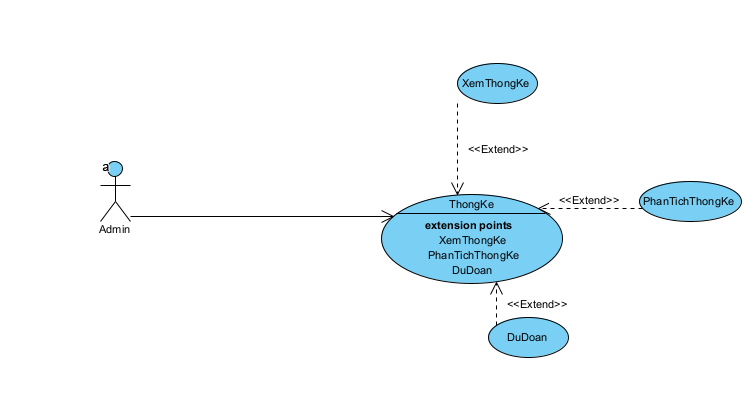 XemThongKe
<<Extend>>
a
Admin
ThongKe
extension points
XemThongKe
PhanTichThongKe
DuDoan
<<Extend>>
PhanTichThongKe
<<Extend>>
DuDoan